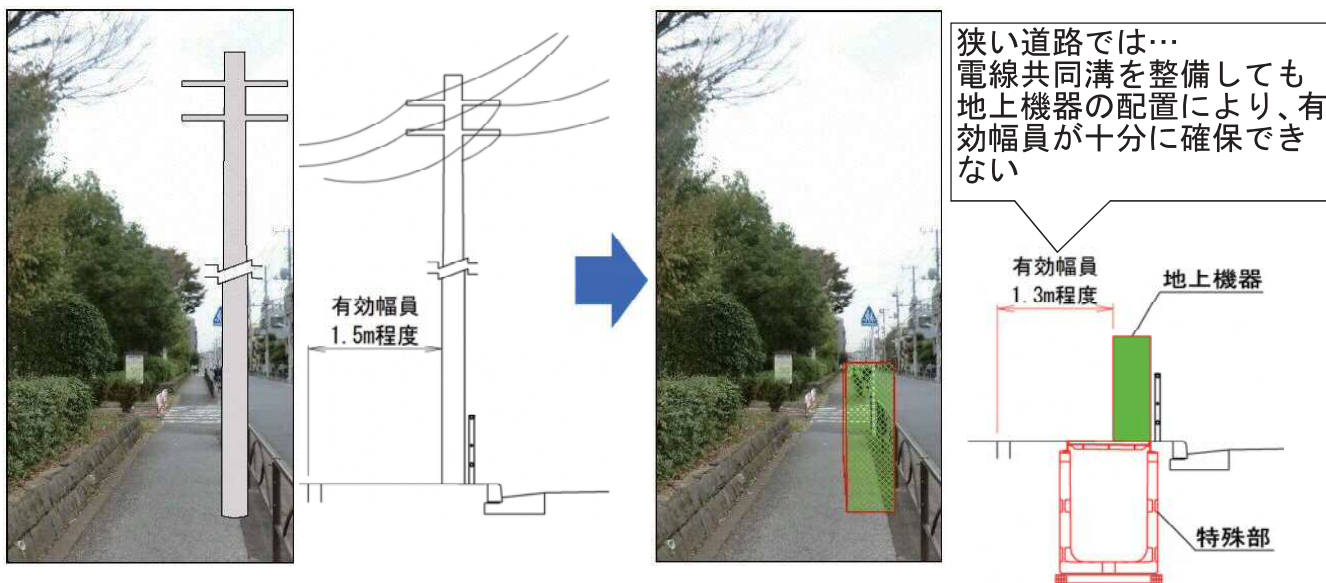 有効幅員
1.5m程度
狭い道路では…
電線共同溝を整備しても
地上機器の配置により、有
効幅員が十分に確保でき
ない
有効幅員
1.3m程度
地上機器
特殊部